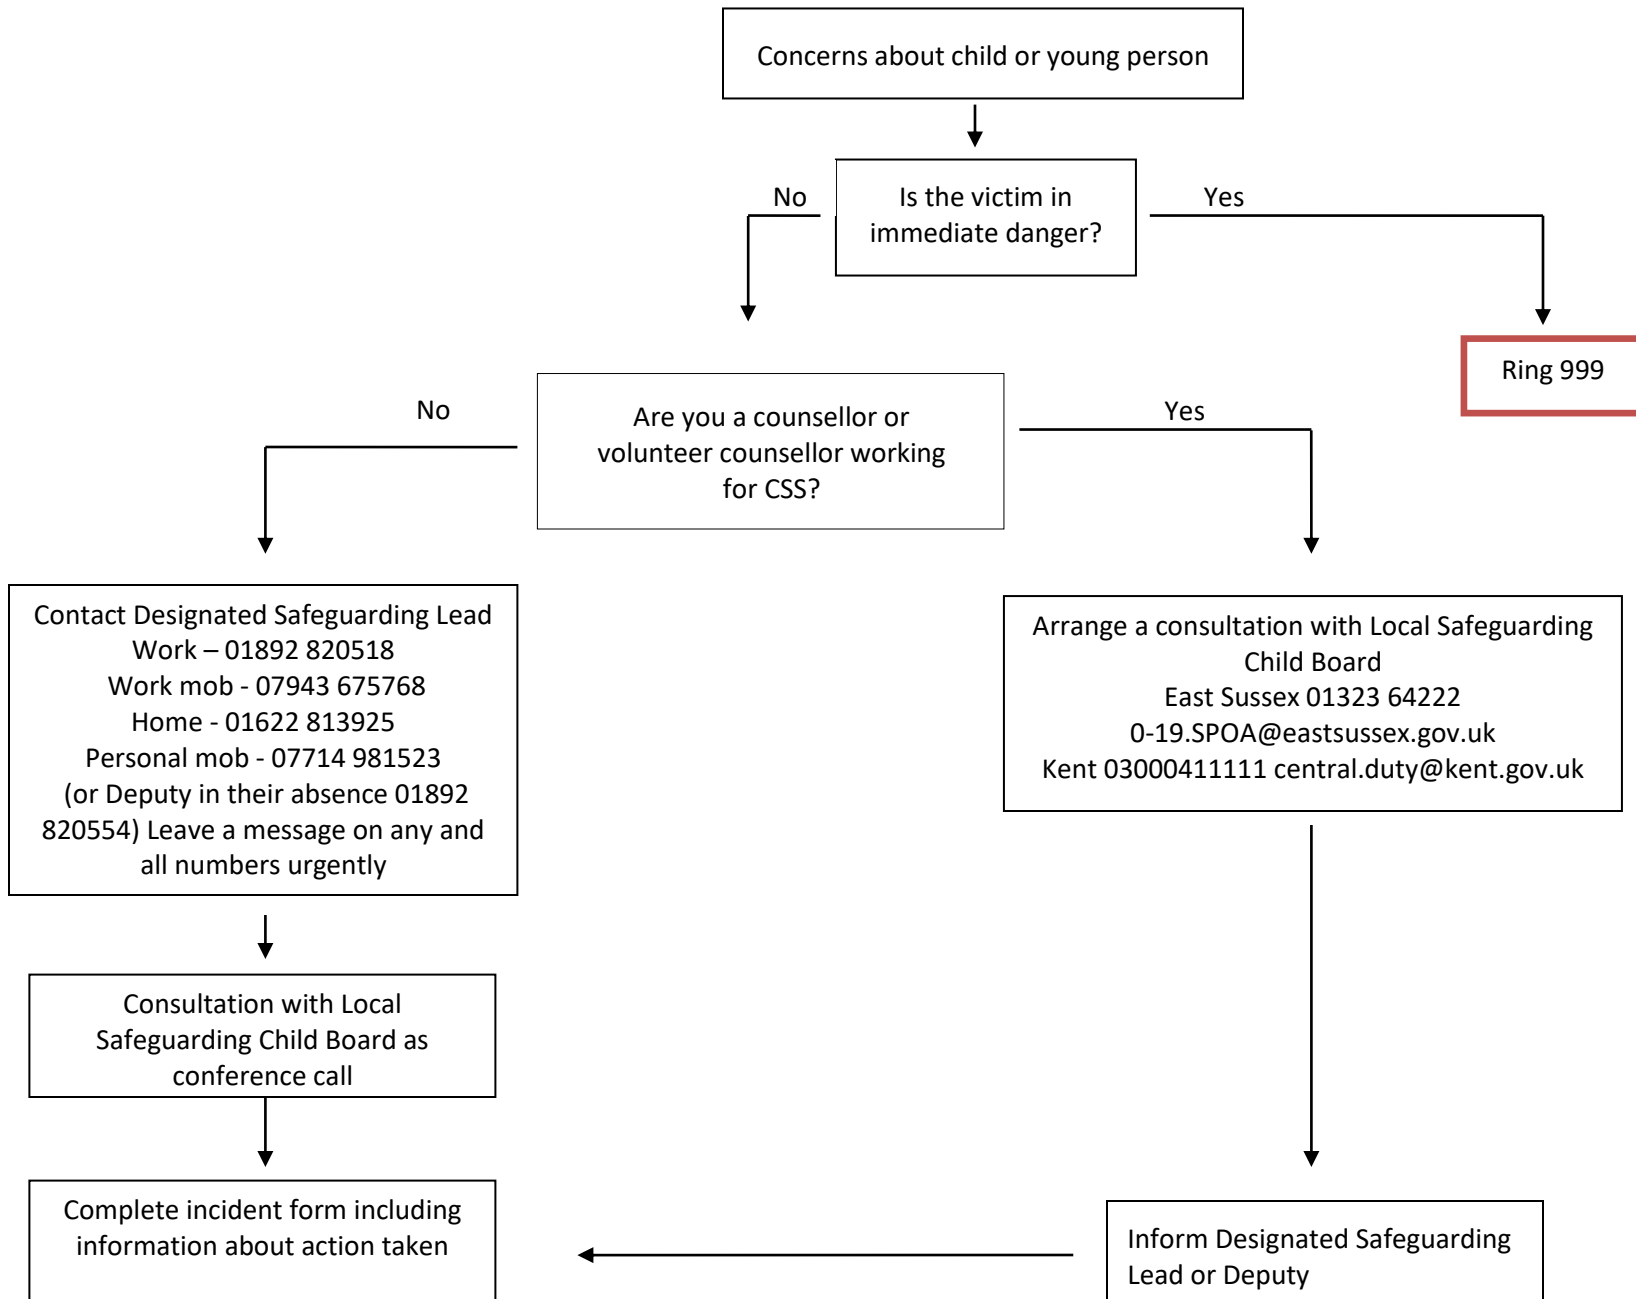 Concerns about child or young person
No
Is the victim in
immediate danger?
Yes
Ring 999
No
Are you a counsellor or
volunteer counsellor working
for CSS?
Yes
Contact Designated Safeguarding Lead
Work – 01892 820518
Work mob - 07943 675768
Home - 01622 813925
Personal mob - 07714 981523
(or Deputy in their absence 01892
820554) Leave a message on any and
all numbers urgently
Arrange a consultation with Local Safeguarding
Child Board
East Sussex 01323 64222
0-19.SPOA@eastsussex.gov.uk
Kent 03000411111 central.duty@kent.gov.uk
Consultation with Local
Safeguarding Child Board as
conference call
Complete incident form including
information about action taken
Inform Designated Safeguarding
Lead or Deputy